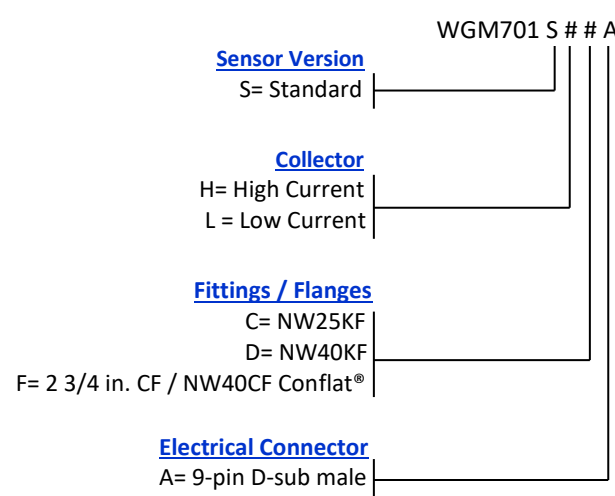 WGM701 S # # A
Sensor Version
S= Standard
Collector
H= High Current
L = Low Current
Fittings / Flanges
C= NW25KF
D= NW40KF
F= 2 3/4 in. CF / NW40CF Conflat®
Electrical Connector
A= 9-pin D-sub male